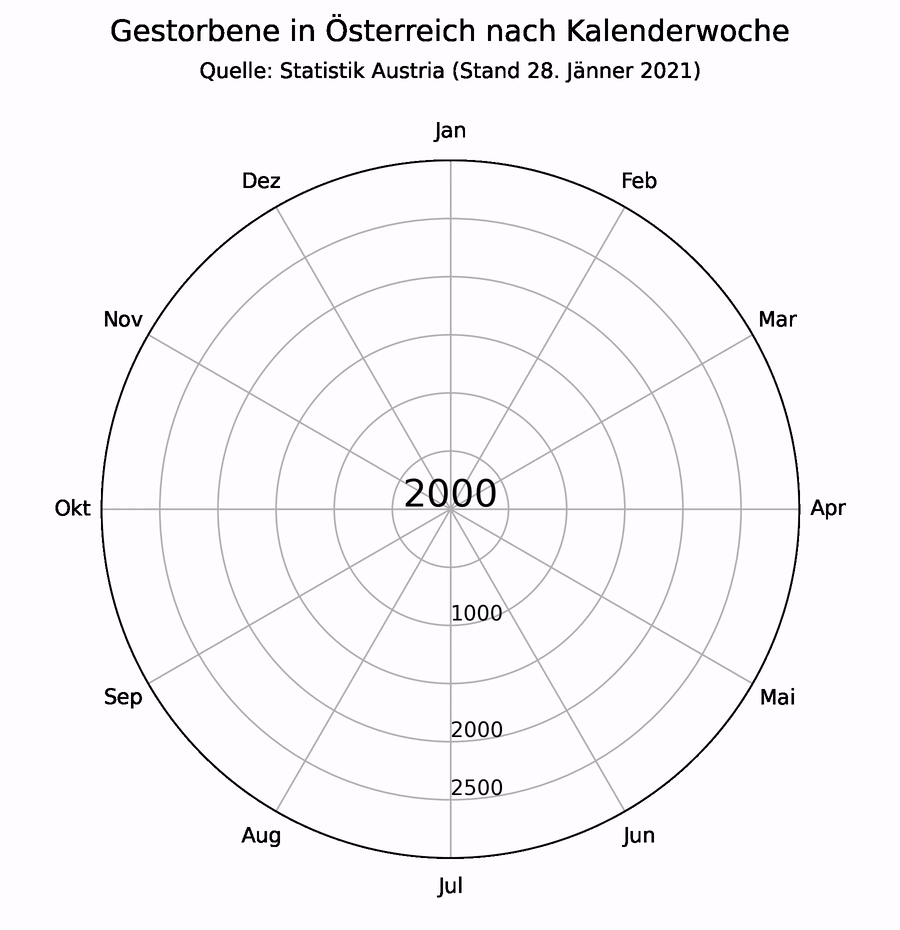 Gestorbene in Österreich nach Kalenderwoche
Quelle: Statistik Austria (Stand 28. Jänner 2021)
Jan
Dez
Feb
Nov
Mar
2000
Okt
Apr
1000
Sep
Mai
2000
2500
Aug
Jun
Jul